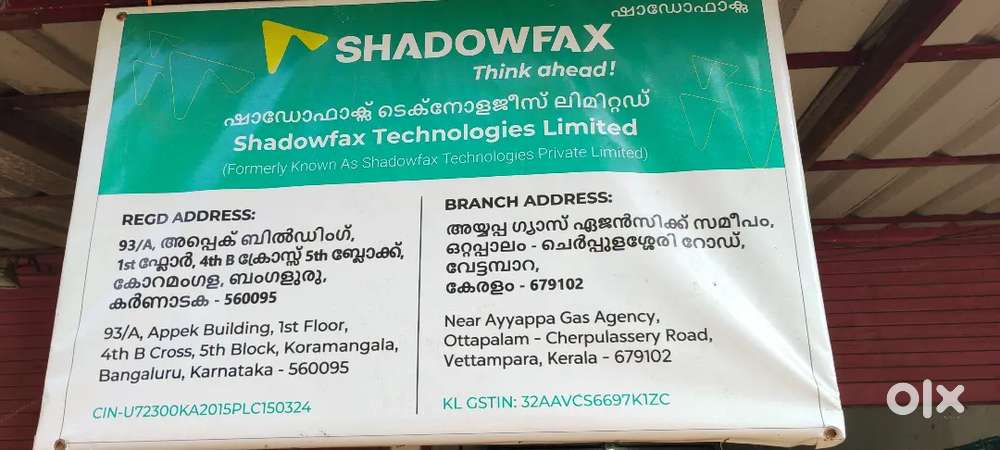 ഷാഡോഫാക്സ്
SHADOWFAX
Think ahead!
ഷാഡോഫാക്സ് ടെക്നോളജീസ് ലിമിറ്റഡ്
Shadowfax Technologies Limited
(Formerly Known As Shadowfax Technologies Private Limited)
REGD ADDRESS:
93/A, അപ്പെക് ബിൽഡിംഗ്,
1st ഫ്ലോർ, 4th B ക്രോസ്സ് 5th ബ്ലോക്ക്,
കോറമംഗള, ബംഗളൂരു,
കർണാടക - 560095
93/A, Appek Building, 1st Floor,
4th B Cross, 5th Block, Koramangala,
Bangaluru, Karnataka - 560095
CIN-U72300KA2015PLC150324
BRANCH ADDRESS:
അയ്യപ്പ ഗ്യാസ് ഏജൻസിക്ക് സമീപം,
ഒറ്റപ്പാലം - ചെർപ്പുളശ്ശേരി റോഡ്,
വേട്ടമ്പാറ,
കേരളം - 679102
Near Ayyappa Gas Agency,
Ottapalam - Cherpulassery Road,
Vettampara, Kerala - 679102
KL GSTIN: 32AAVCS6697K1ZC
olx